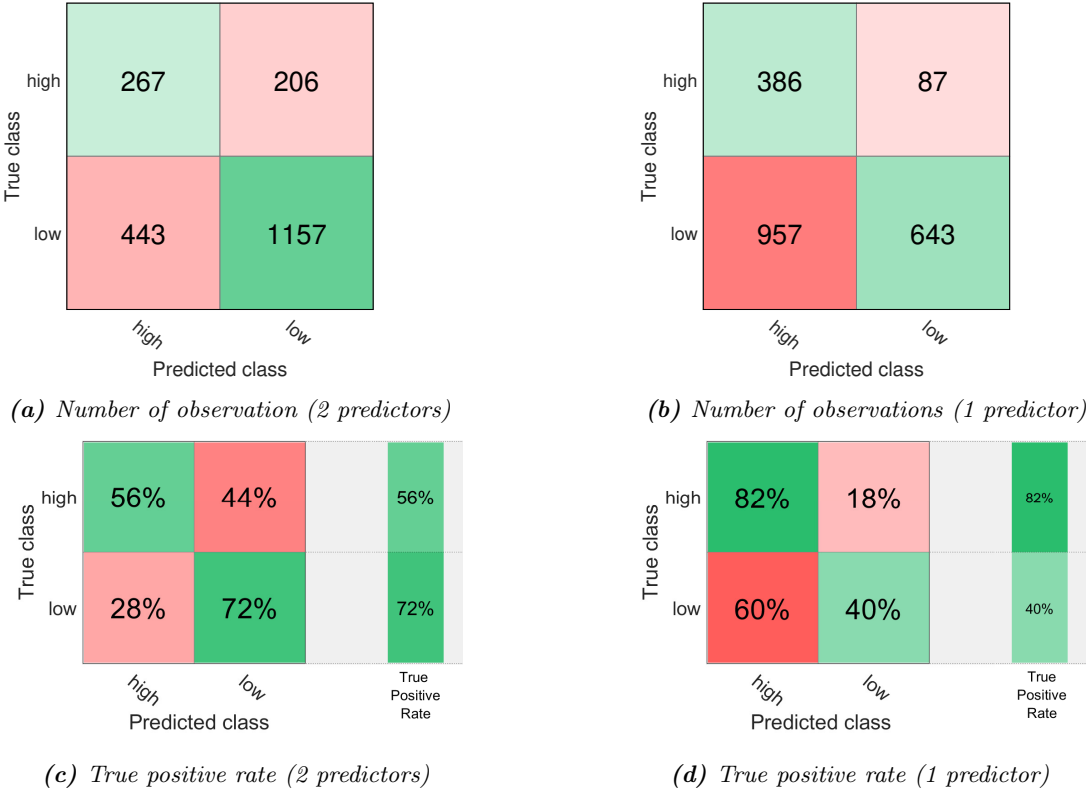 True class
high
267
206
low
443
1157
high
low
Predicted class
(a) Number of observation (2 predictors)
True class
high
386
87
low
957
643
high
low
Predicted class
(b) Number of observations (1 predictor)
True class
high
56%
44%
56%
low
28%
72%
72%
high
low
True
Positive
Rate
Predicted class
(c) True positive rate (2 predictors)
True class
high
82%
18%
82%
low
60%
40%
40%
high
low
True
Positive
Rate
Predicted class
(d) True positive rate (1 predictor)